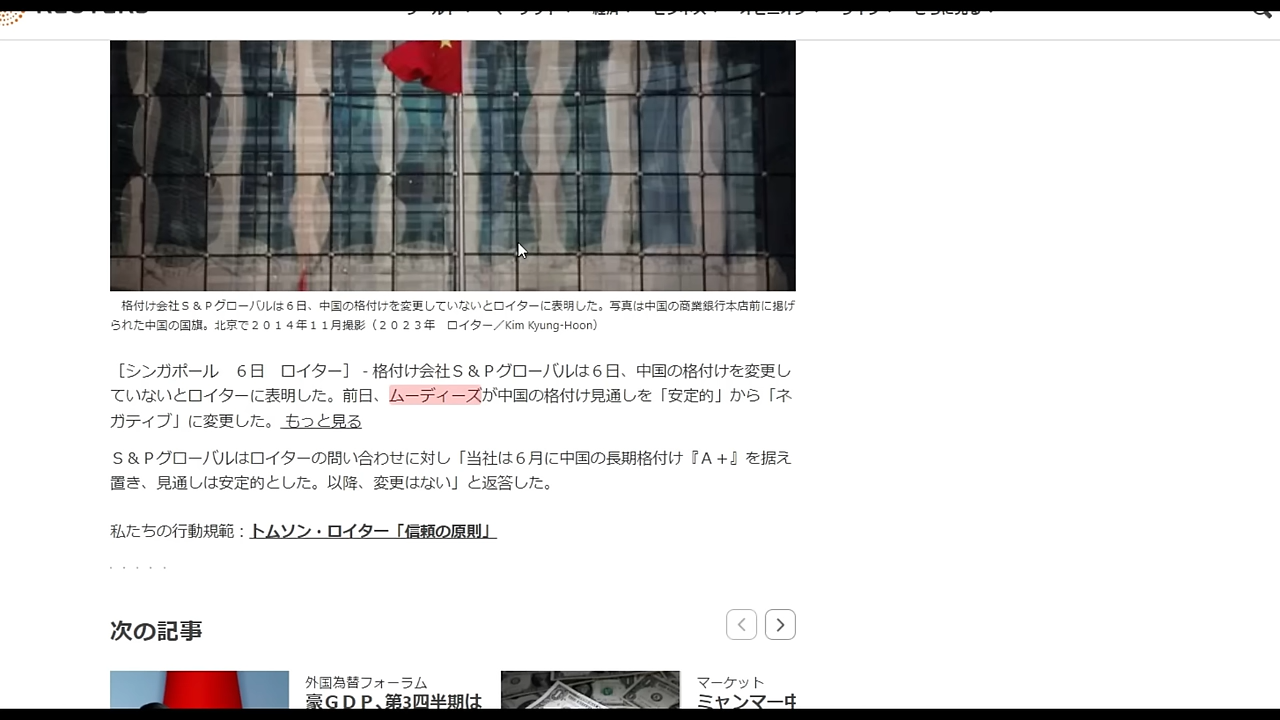 格付け会社Ｓ＆Ｐグローバルは６日、中国の格付けを変更していないとロイターに表明した。写真は中国の商業銀行本店前に掲げ
られた中国の国旗。北京で２０１４年１１月撮影（２０２３年　ロイター／Kim Kyung-Hoon）
［シンガポール　６日　ロイター］ - 格付け会社Ｓ＆Ｐグローバルは６日、中国の格付けを変更し
ていないとロイターに表明した。前日、ムーディーズが中国の格付け見通しを「安定的」から「ネ
ガティブ」に変更した。 もっと見る
Ｓ＆Ｐグローバルはロイターの問い合わせに対し「当社は６月に中国の長期格付け『Ａ＋』を据え
置き、見通しは安定的とした。以降、変更はない」と返答した。
私たちの行動規範：トムソン・ロイター「信頼の原則」
次の記事
外国為替フォーラム
豪ＧＤＰ、第3四半期は
マーケット
ミャンマー中